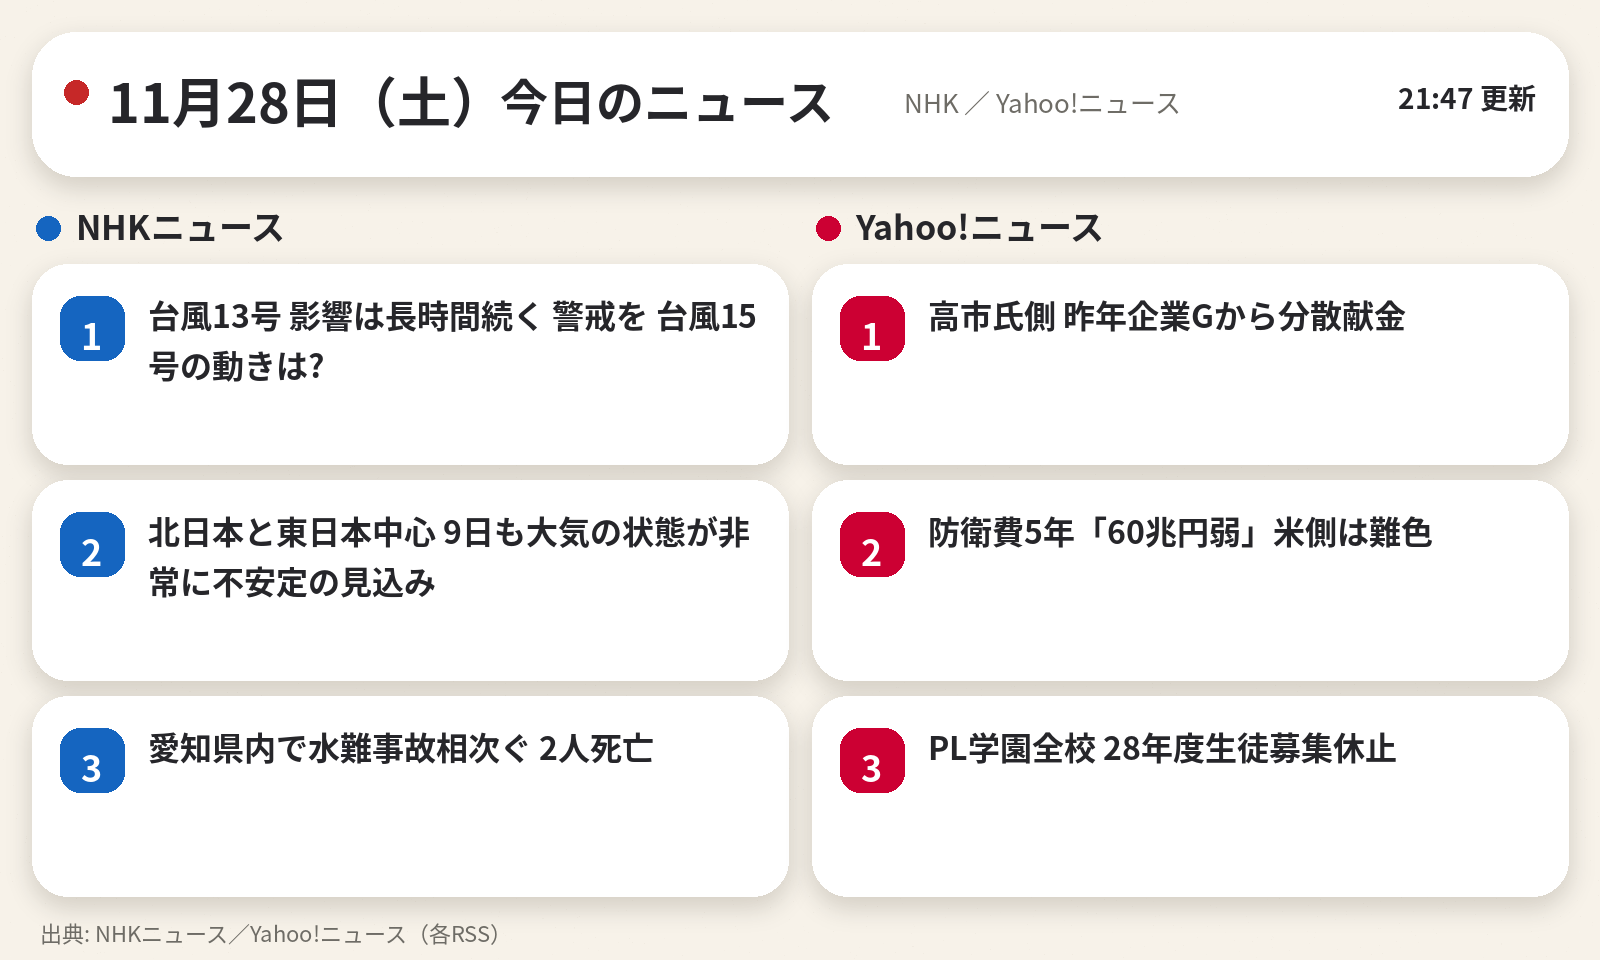 11月28日（土）今日のニュース
NHK ／ Yahoo!ニュース
21:47 更新
NHKニュース
1
台風13号 影響は長時間続く 警戒を 台風15
号の動きは?
2
北日本と東日本中心 9日も大気の状態が非
常に不安定の見込み
3
愛知県内で水難事故相次ぐ 2人死亡
Yahoo!ニュース
1
高市氏側 昨年企業Gから分散献金
2
防衛費5年「60兆円弱」米側は難色
3
PL学園全校 28年度生徒募集休止
出典: NHKニュース／Yahoo!ニュース（各RSS）